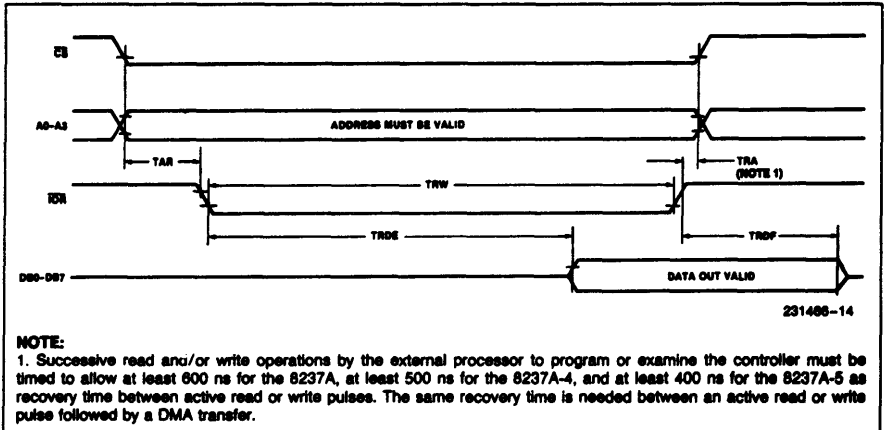 CS
A0-A3
ADDRESS MUST BE VALID
TAR
TRA
(NOTE 1)
IOR
TRW
TRDE
TRDF
DB0-DB7
DATA OUT VALID
231466-14
NOTE:
1. Successive read and/or write operations by the external processor to program or examine the controller must be
timed to allow at least 600 ns for the 8237A, at least 500 ns for the 8237A-4, and at least 400 ns for the 8237A-5 as
recovery time between active read or write pulses. The same recovery time is needed between an active read or write
pulse followed by a DMA transfer.